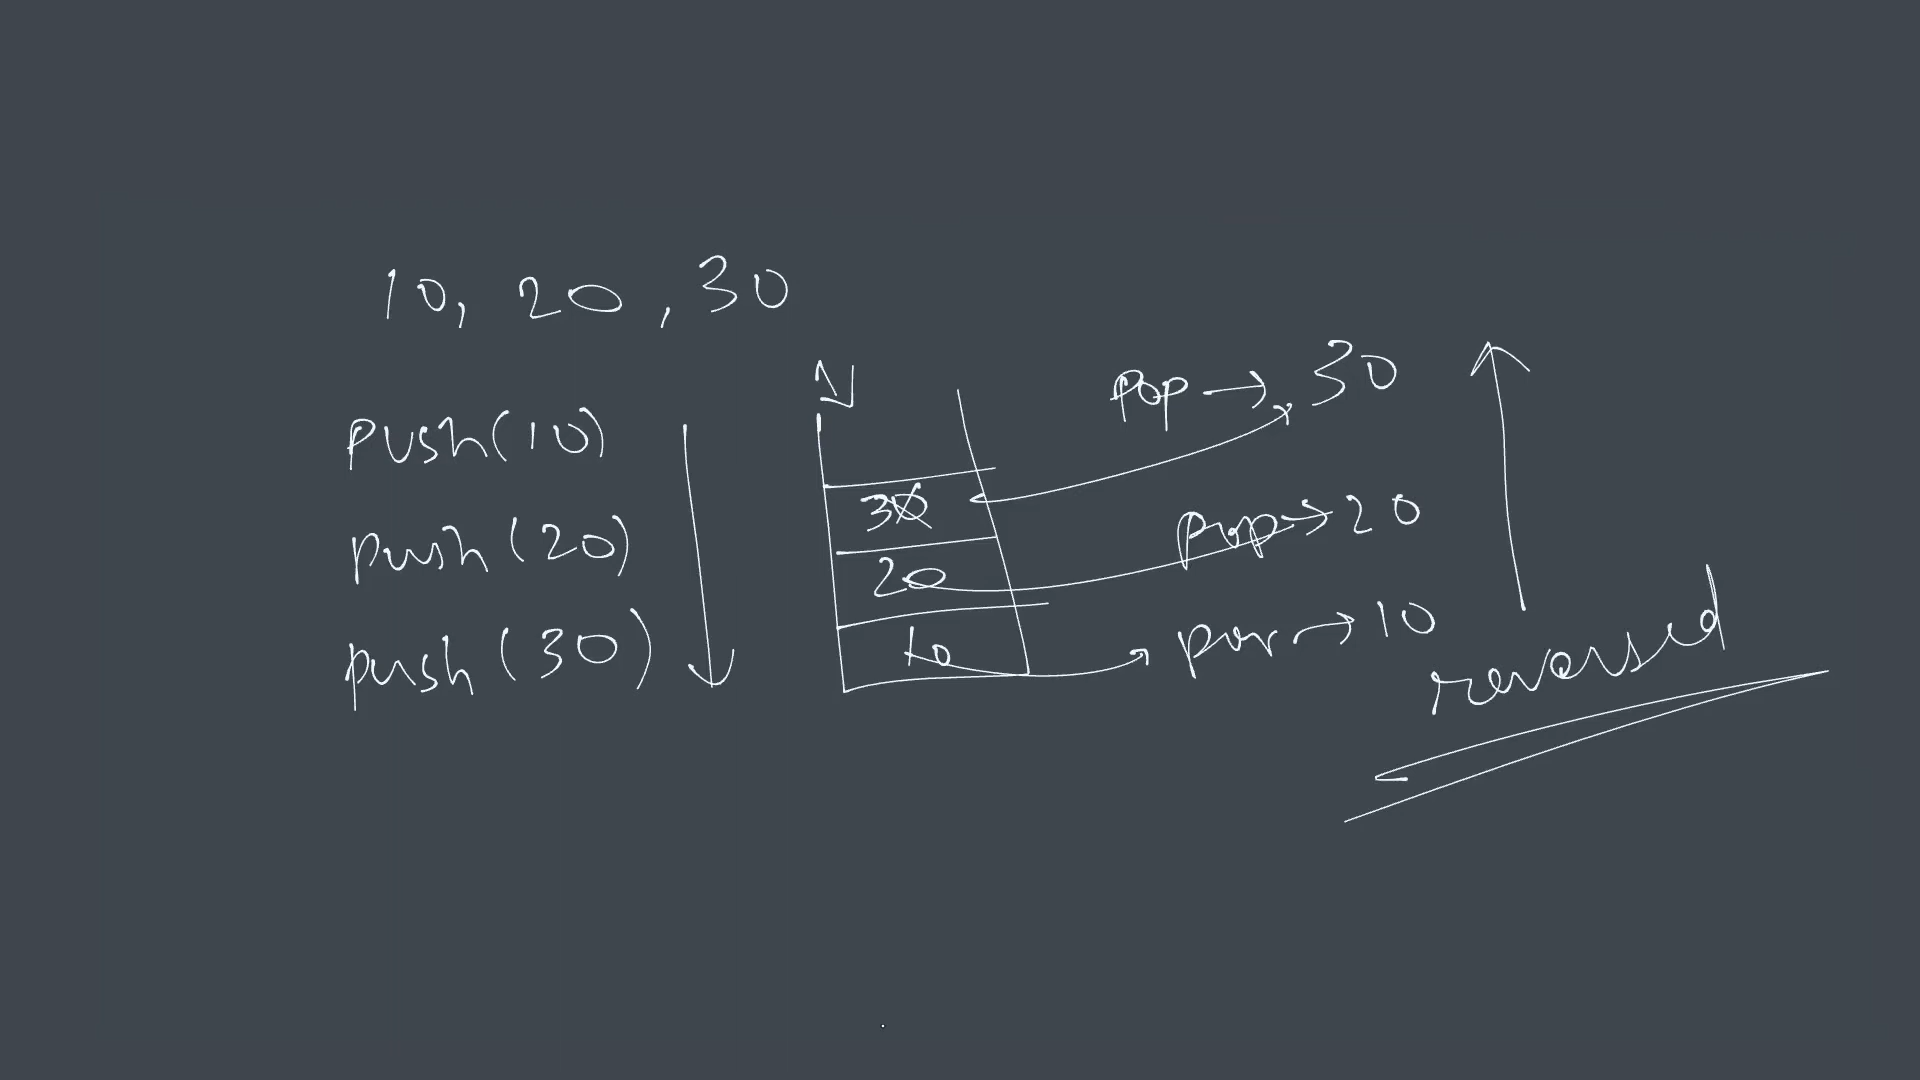 10, 20, 30
Push(10)
push(20)
push(30)
30
20
10
Pop → 30
pop → 20
pop → 10
reversed